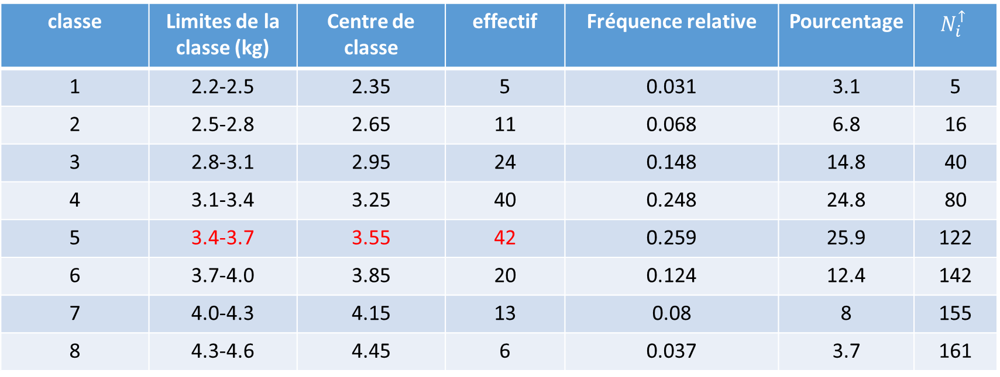 classe Limites de la classe (kg) Centre de classe effectif Fréquence relative Pourcentage N_i^↑
1 2.2-2.5 2.35 5 0.031 3.1 5
2 2.5-2.8 2.65 11 0.068 6.8 16
3 2.8-3.1 2.95 24 0.148 14.8 40
4 3.1-3.4 3.25 40 0.248 24.8 80
5 3.4-3.7 3.55 42 0.259 25.9 122
6 3.7-4.0 3.85 20 0.124 12.4 142
7 4.0-4.3 4.15 13 0.08 8 155
8 4.3-4.6 4.45 6 0.037 3.7 161